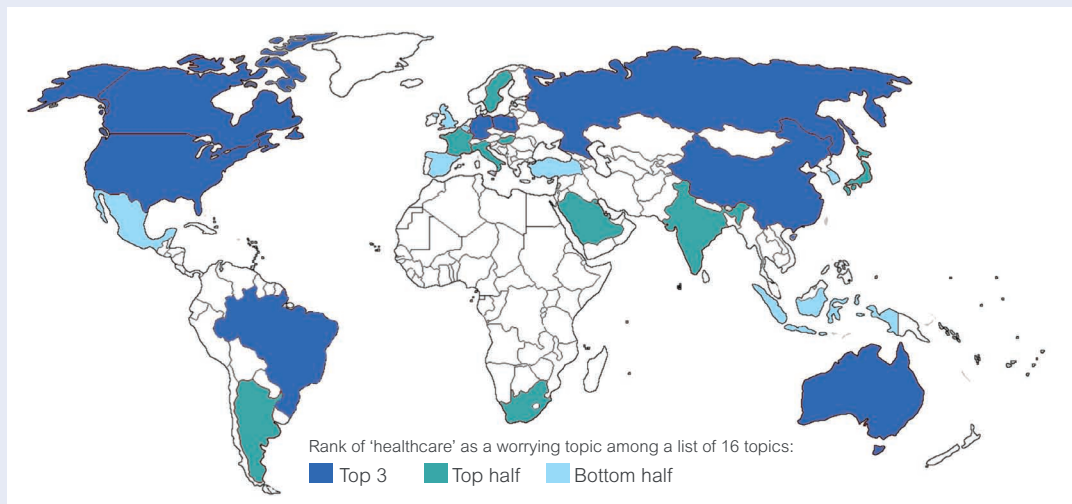 Rank of ‘healthcare’ as a worrying topic among a list of 16 topics:
Top 3 Top half Bottom half